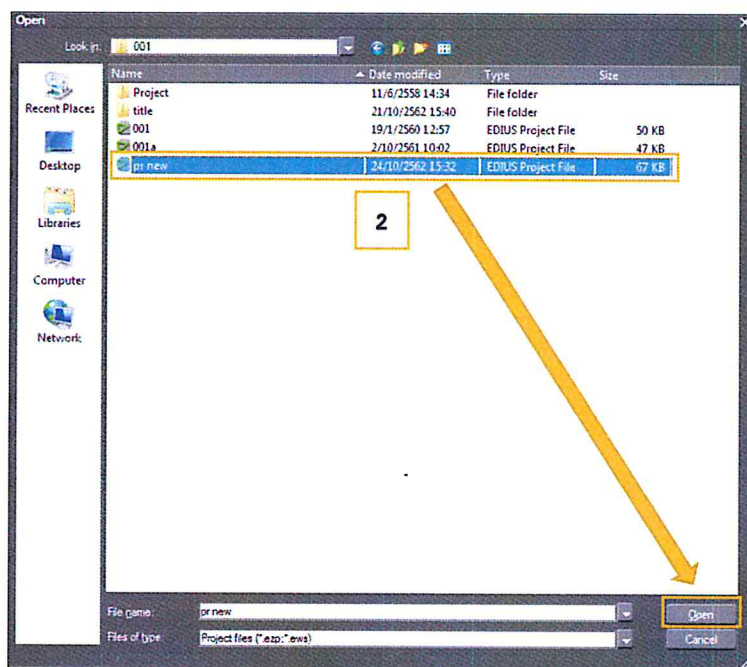 Open
Look in: 001
Name Date modified Type Size
Project 11/6/2558 14:34 File folder
title 21/10/2562 15:40 File folder
001 19/1/2560 12:57 EDIUS Project File 50 KB
001a 2/10/2561 10:02 EDIUS Project File 47 KB
pr new 24/10/2562 15:32 EDIUS Project File 67 KB
Recent Places
Desktop
Libraries
Computer
Network
2
File name: pr new Open
Files of type: Project files (*.ezp;*.ews) Cancel